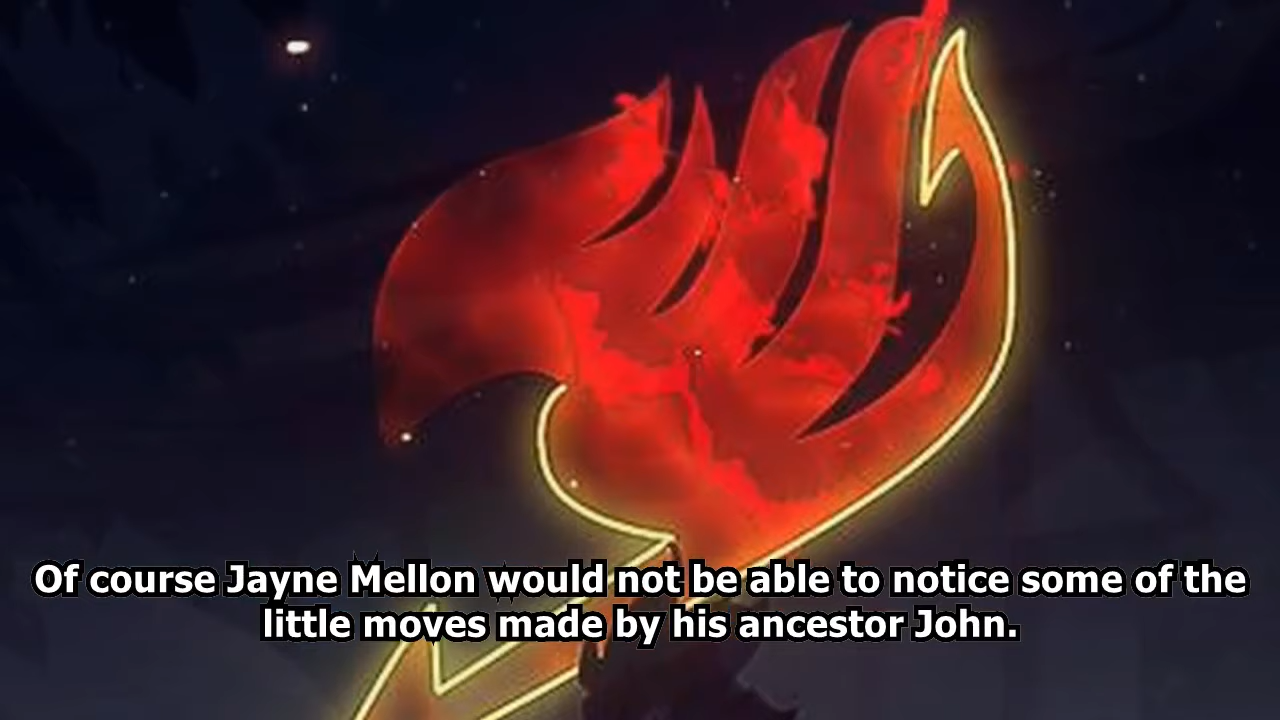 Of course Jayne Mellon would not be able to notice some of the
little moves made by his ancestor John.